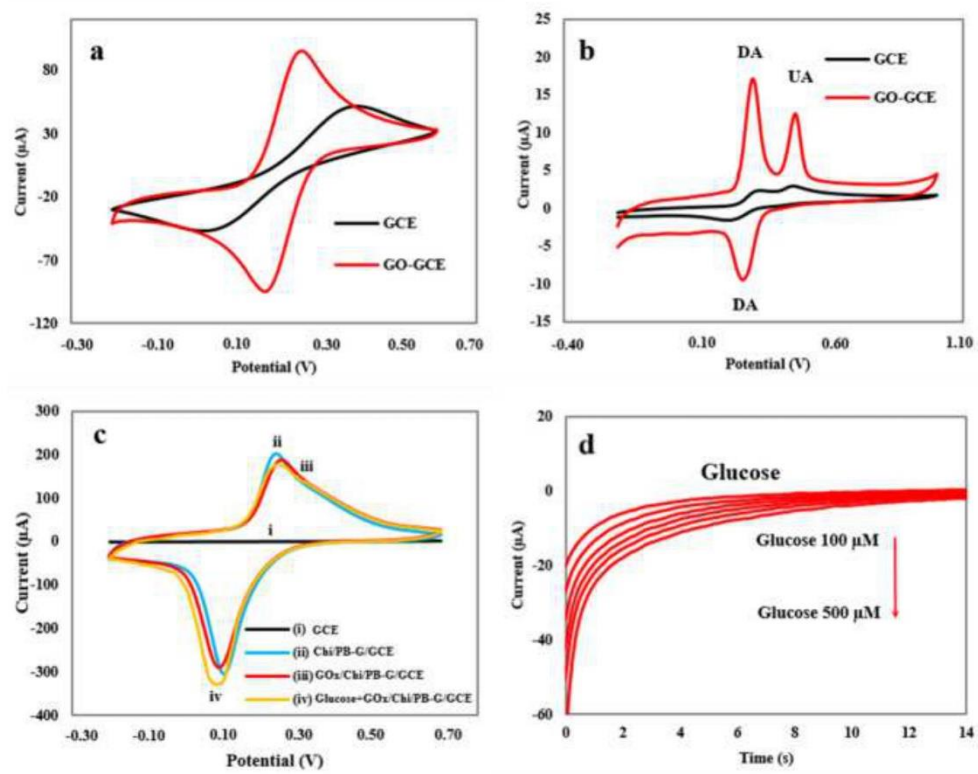 a
80
30
-20
-70
-120
Current (µA)
GCE
GO-GCE
-0.30 -0.10 0.10 0.30 0.50 0.70
Potential (V)
b
25
20
15
10
5
0
-5
-10
-15
Current (µA)
DA
UA
GCE
GO-GCE
DA
-0.40 0.10 0.60 1.10
Potential (V)
c
300
200
100
0
-100
-200
-300
-400
Current (µA)
ii
iii
i
iv
(i) GCE
(ii) Chi/PB-G/GCE
(iii) GOx/Chi/PB-G/GCE
(iv) Glucose+GOx/Chi/PB-G/GCE
-0.30 -0.10 0.10 0.30 0.50 0.70
Potential (V)
d
20
0
-20
-40
-60
Current (µA)
Glucose
Glucose 100 µM
Glucose 500 µM
0 2 4 6 8 10 12 14
Time (s)